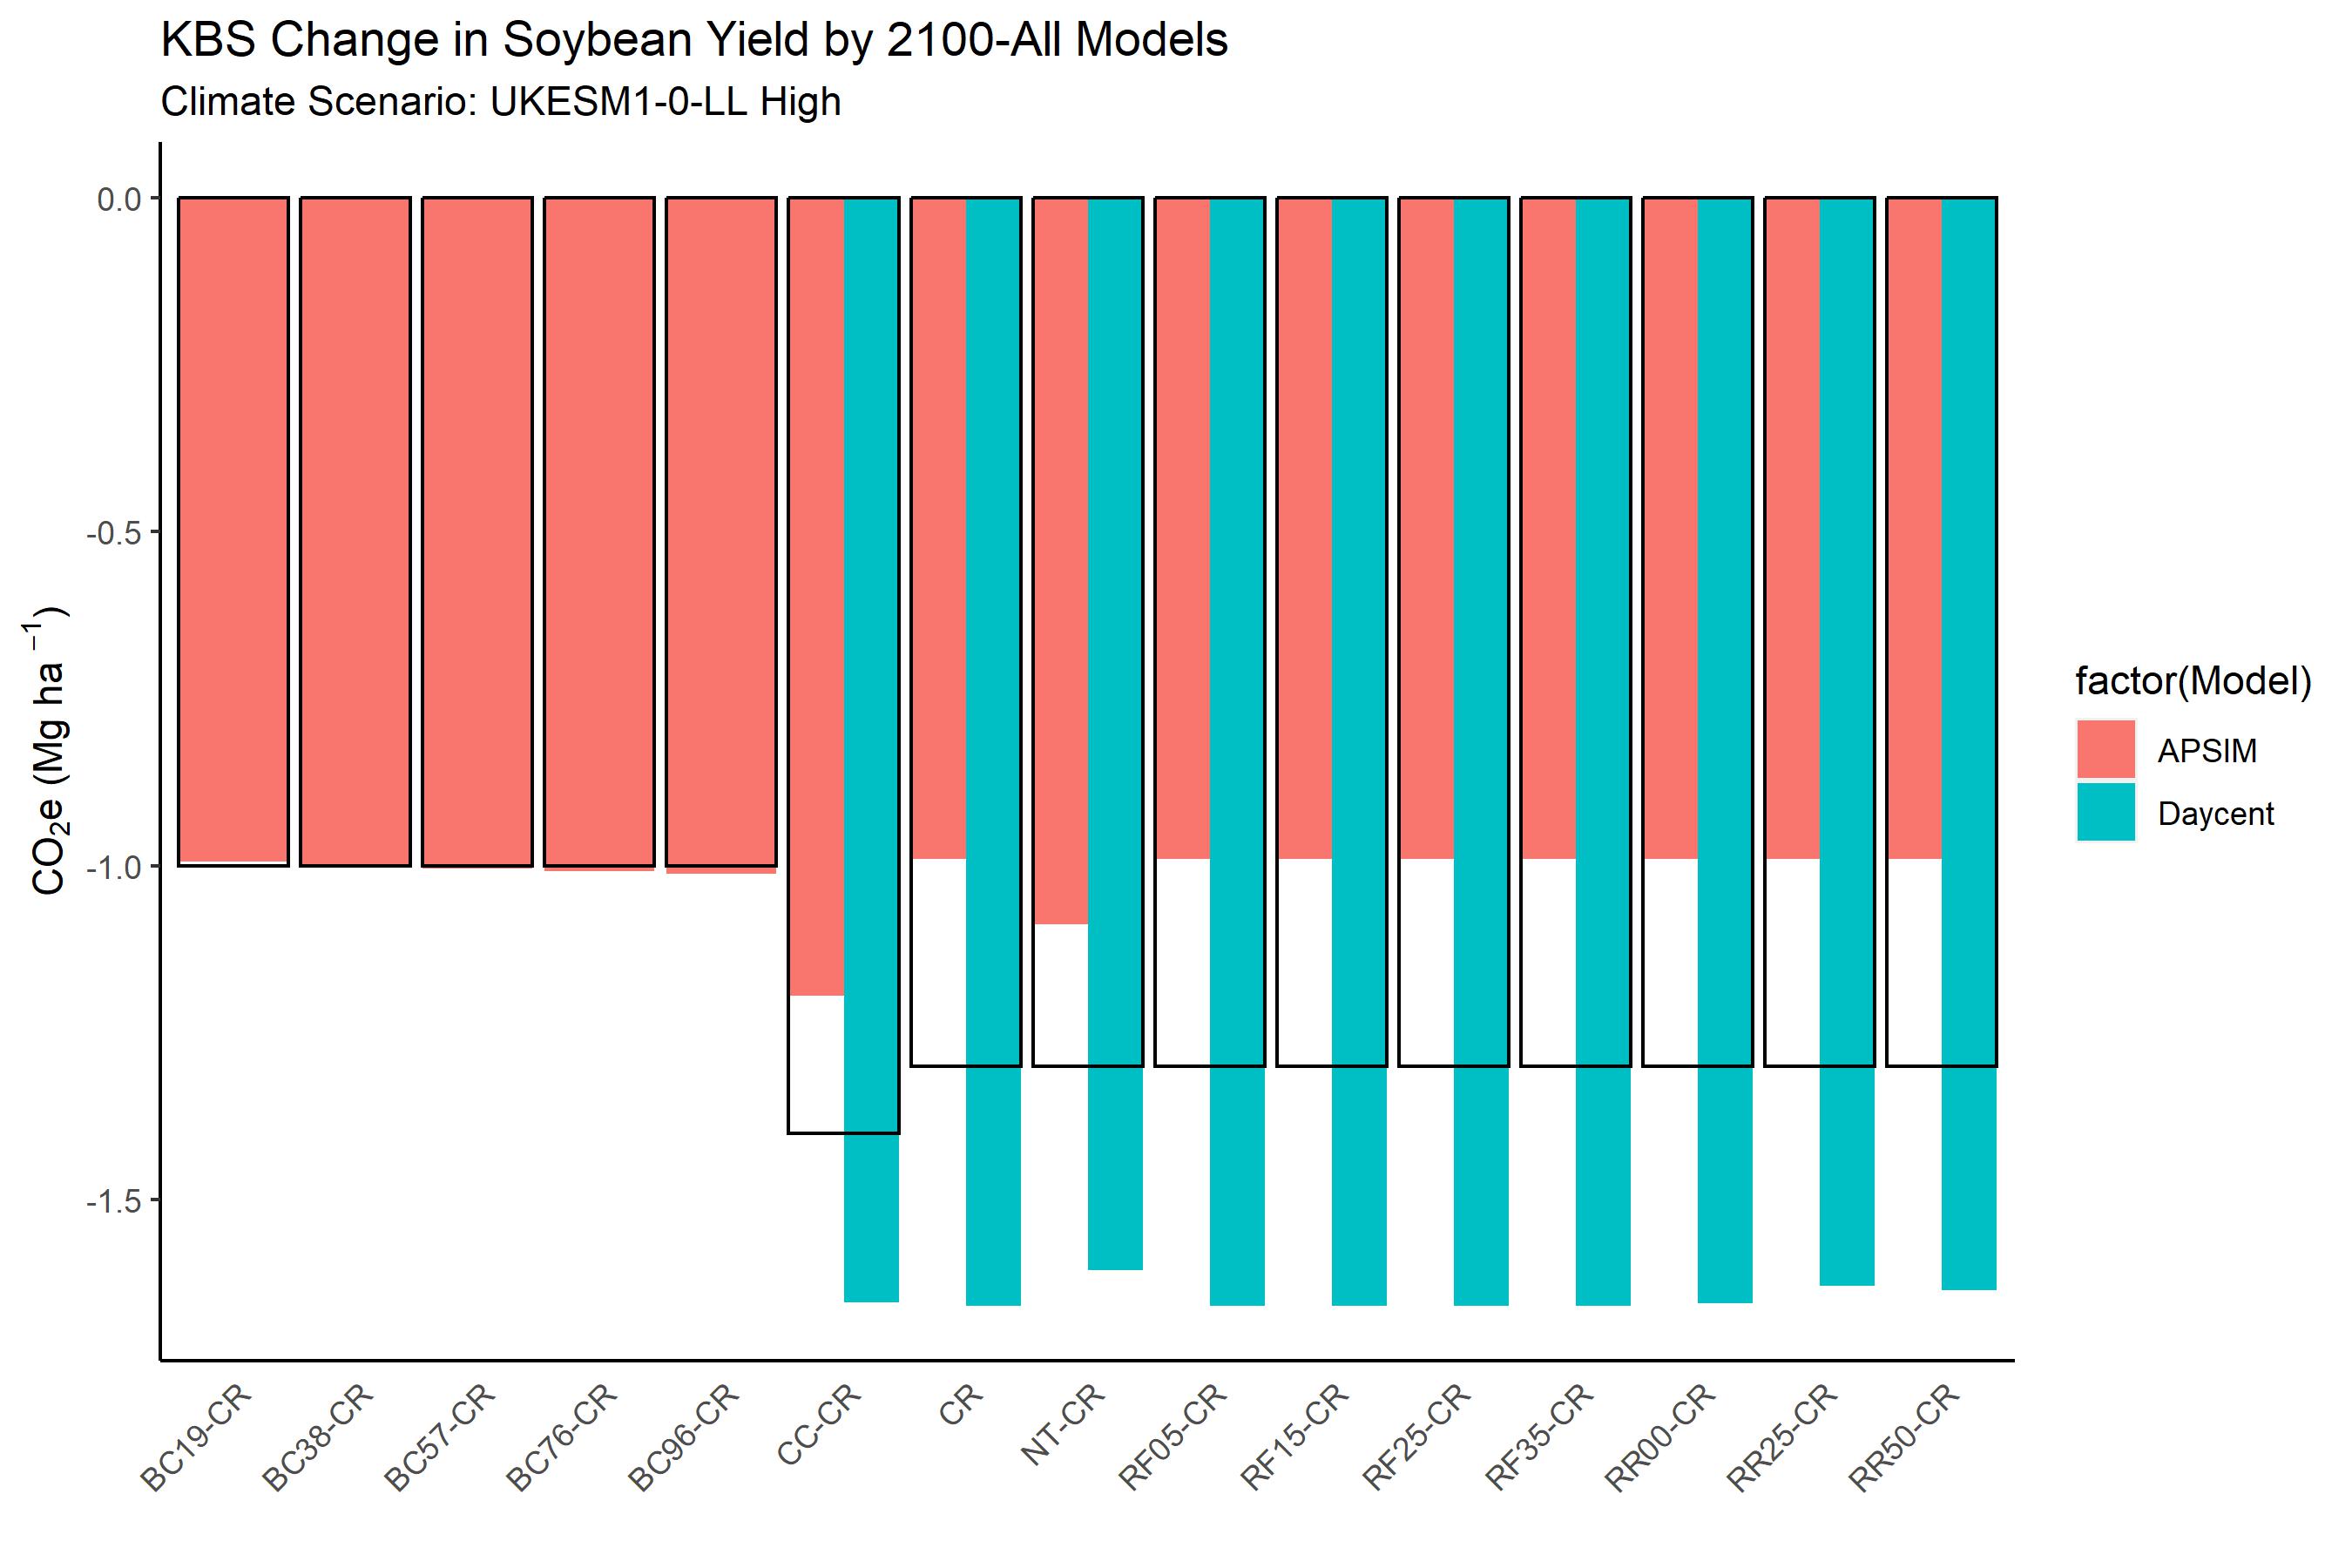 KBS Change in Soybean Yield by 2100-All Models
Climate Scenario: UKESM1-0-LL High
0.0
-0.5
-1.0
-1.5
CO₂e (Mg ha ⁻¹)
BC19-CR
BC38-CR
BC57-CR
BC76-CR
BC96-CR
CC-CR
CR
NT-CR
RF05-CR
RF15-CR
RF25-CR
RF35-CR
RR00-CR
RR25-CR
RR50-CR
factor(Model)
APSIM
Daycent